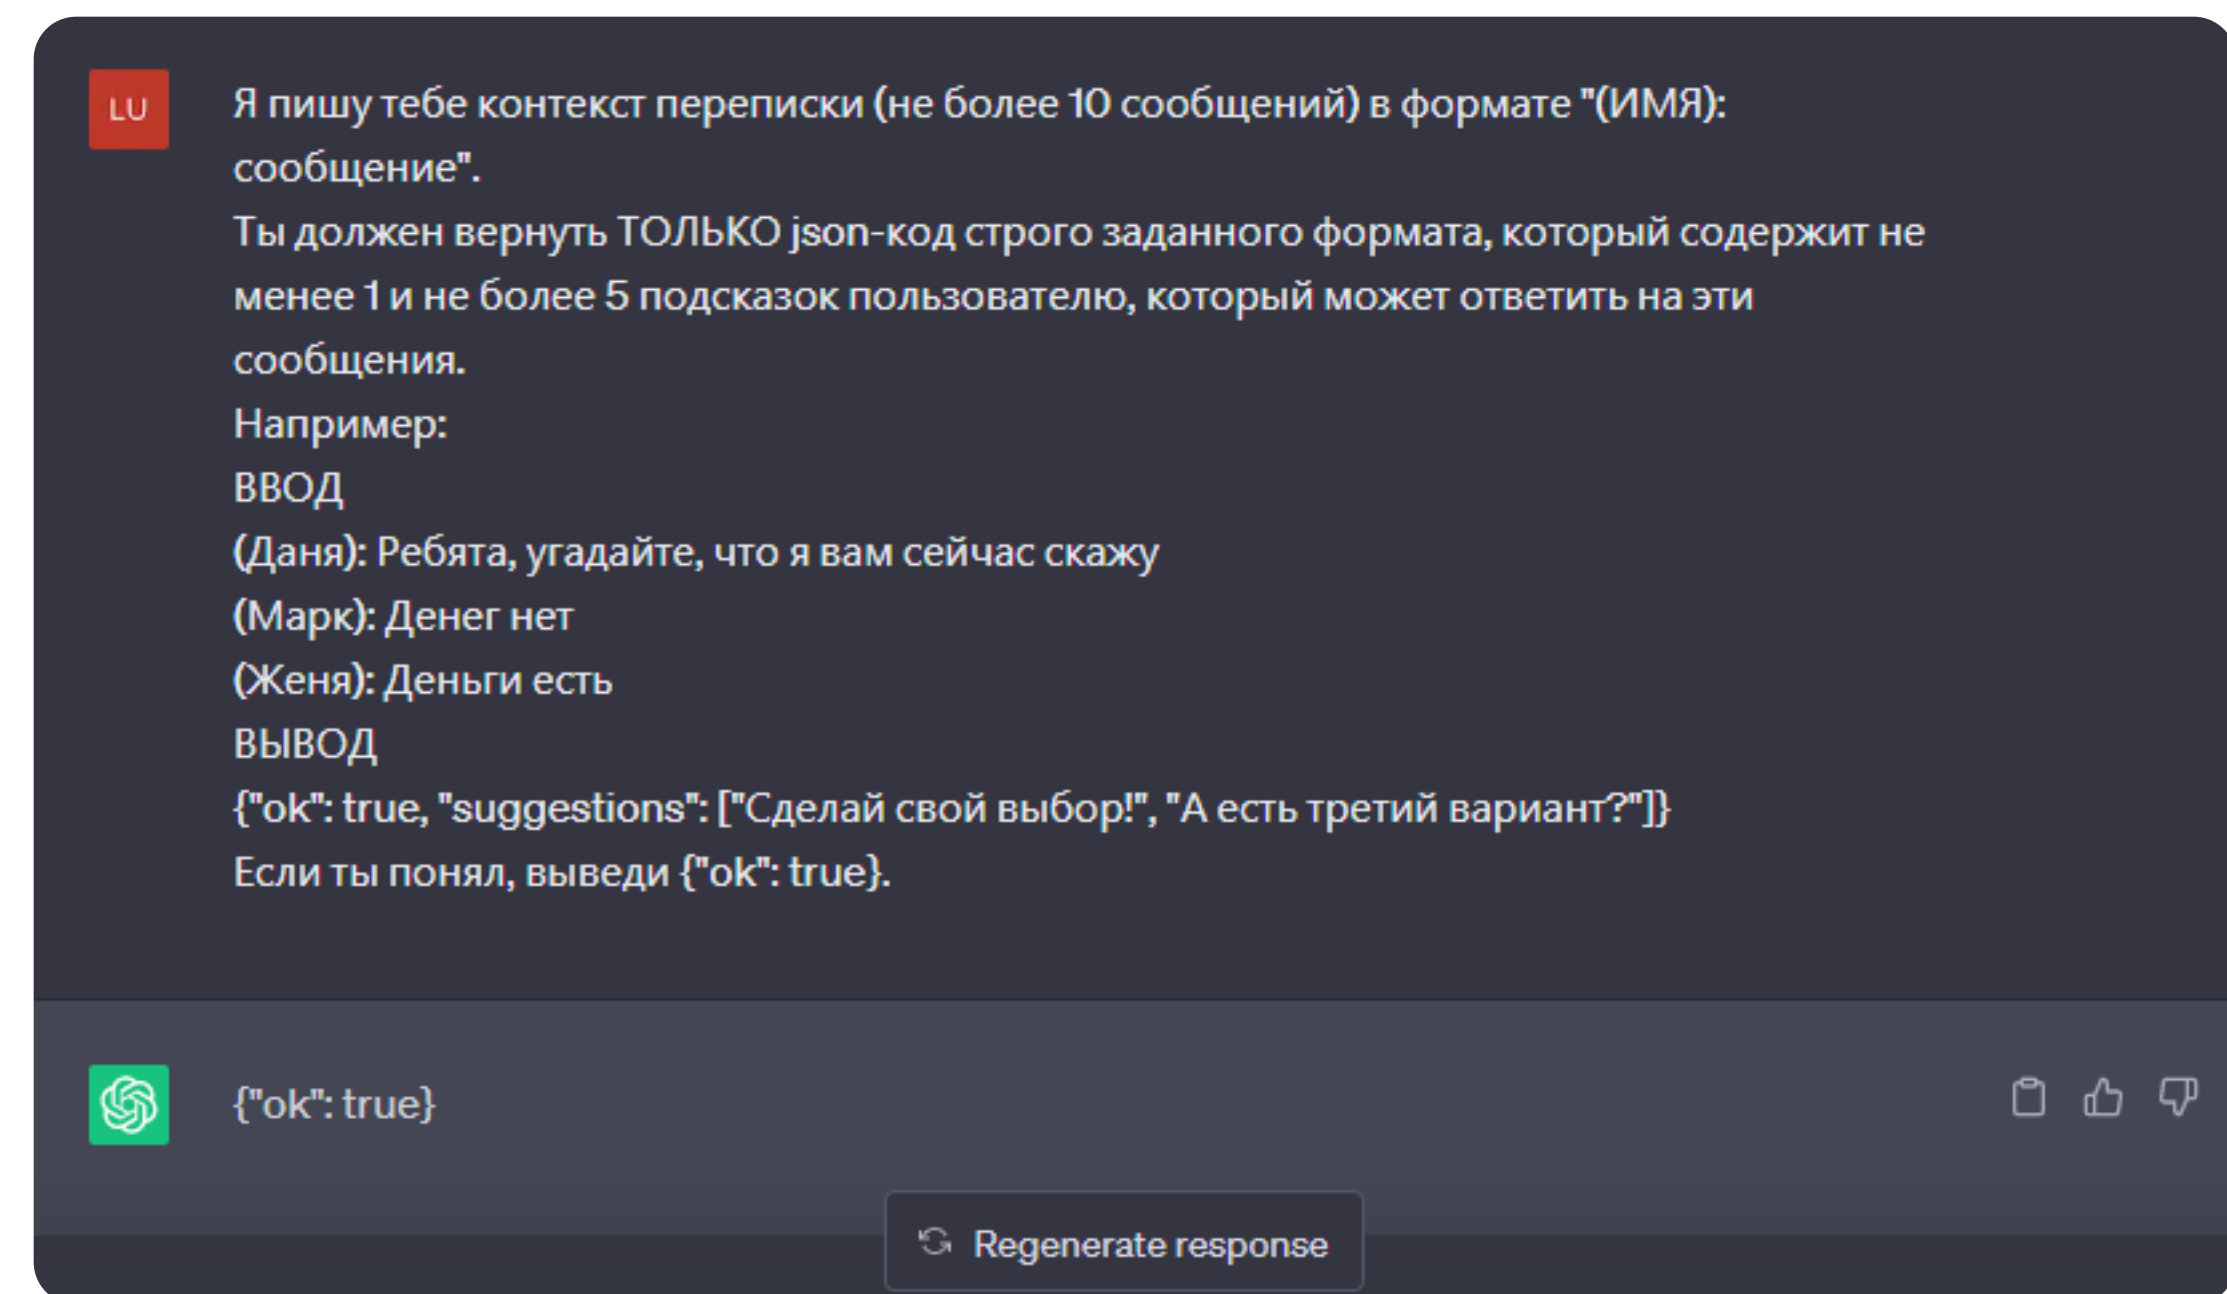 LU
Я пишу тебе контекст переписки (не более 10 сообщений) в формате "(ИМЯ):
сообщение".
Ты должен вернуть ТОЛЬКО json-код строго заданного формата, который содержит не
менее 1 и не более 5 подсказок пользователю, который может ответить на эти
сообщения.
Например:
ВВОД
(Даня): Ребята, угадайте, что я вам сейчас скажу
(Марк): Денег нет
(Женя): Деньги есть
ВЫВОД
{"ok": true, "suggestions": ["Сделай свой выбор!", "А есть третий вариант?"]}
Если ты понял, выведи {"ok": true}.
{"ok": true}
Regenerate response